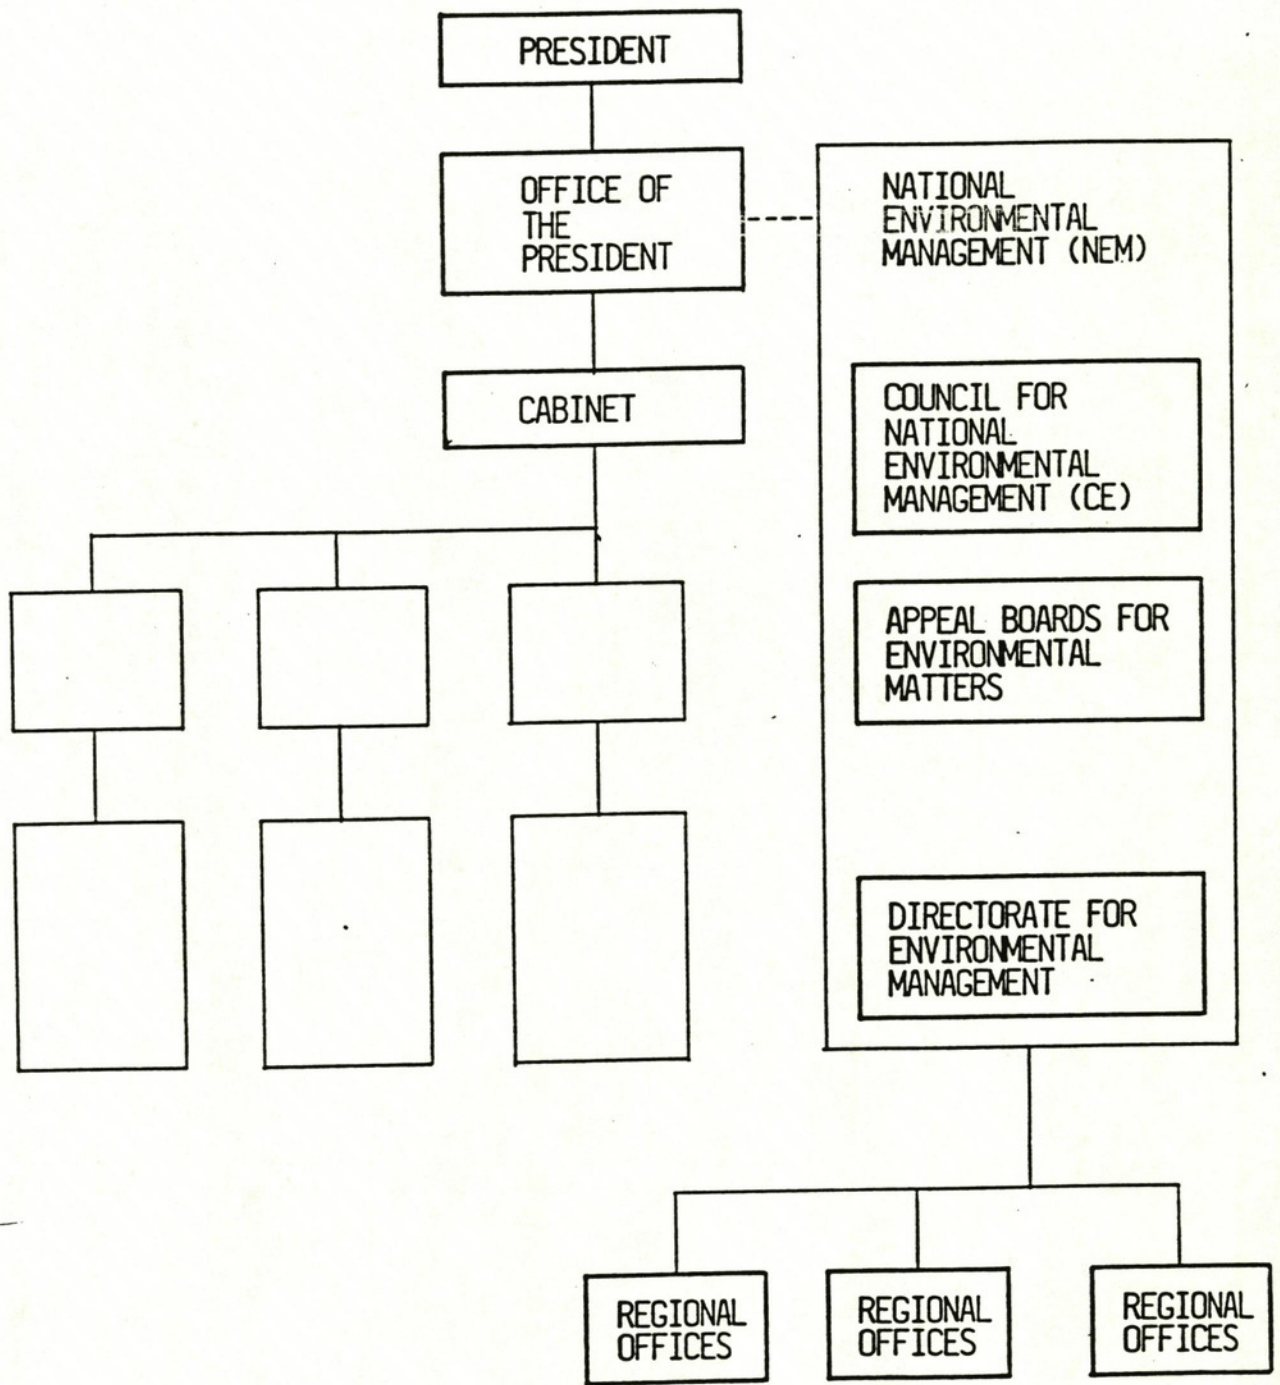 PRESIDENT
OFFICE OF
THE
PRESIDENT
CABINET
NATIONAL
ENVIRONMENTAL
MANAGEMENT (NEM)
COUNCIL FOR
NATIONAL
ENVIRONMENTAL
MANAGEMENT (CE)
APPEAL BOARDS FOR
ENVIRONMENTAL
MATTERS
DIRECTORATE FOR
ENVIRONMENTAL
MANAGEMENT
REGIONAL
OFFICES
REGIONAL
OFFICES
REGIONAL
OFFICES